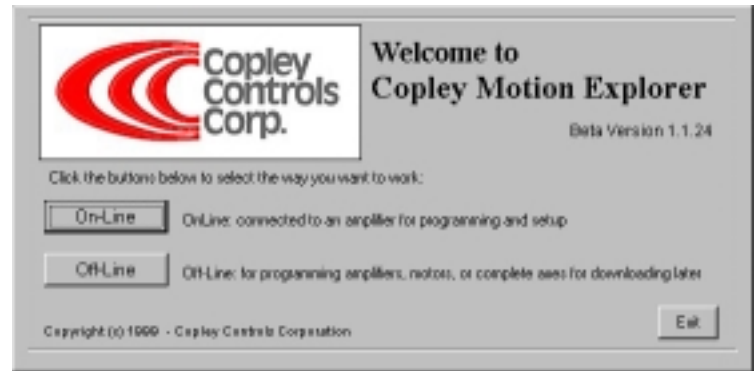 Copley
Controls
Corp.
Welcome to
Copley Motion Explorer
Beta Version 1.1.24
Click the buttons below to select the way you want to work:
On-Line
OnLine: connected to an amplifier for programming and setup
Off-Line
Off-Line: for programming amplifiers, motors, or complete axes for downloading later
Copyright (c) 1999 - Copley Controls Corporation
Exit